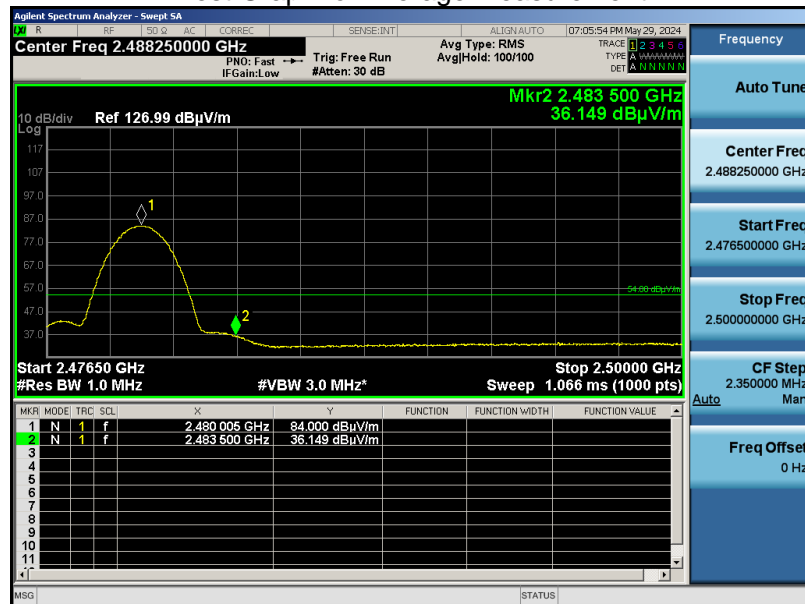 Agilent Spectrum Analyzer - Swept SA
LXI R RF 50 Ω AC CORREC SENSE:INT ALIGN AUTO 07:05:54 PM May 29, 2024
Center Freq 2.488250000 GHz
PNO: Fast
IFGain:Low
Trig: Free Run
#Atten: 30 dB
Avg Type: RMS
Avg|Hold: 100/100
TRACE 1 2 3 4 5 6
TYPE A WWWWW
DET A N N N N N
Mkr2 2.483 500 GHz
36.149 dBµV/m
10 dB/div Ref 126.99 dBµV/m
Log
117
107
97.0
87.0
77.0
67.0
57.0
47.0
37.0
1
2
54.00 dBµV/m
Start 2.47650 GHz Stop 2.50000 GHz
#Res BW 1.0 MHz #VBW 3.0 MHz* Sweep 1.066 ms (1000 pts)
MKR MODE TRC SCL X Y FUNCTION FUNCTION WIDTH FUNCTION VALUE
1 N 1 f 2.480 005 GHz 84.000 dBµV/m
2 N 1 f 2.483 500 GHz 36.149 dBµV/m
3
4
5
6
7
8
9
10
11
MSG STATUS
Frequency
Auto Tune
Center Freq
2.488250000 GHz
Start Freq
2.476500000 GHz
Stop Freq
2.500000000 GHz
CF Step
2.350000 MHz
Auto Man
Freq Offset
0 Hz